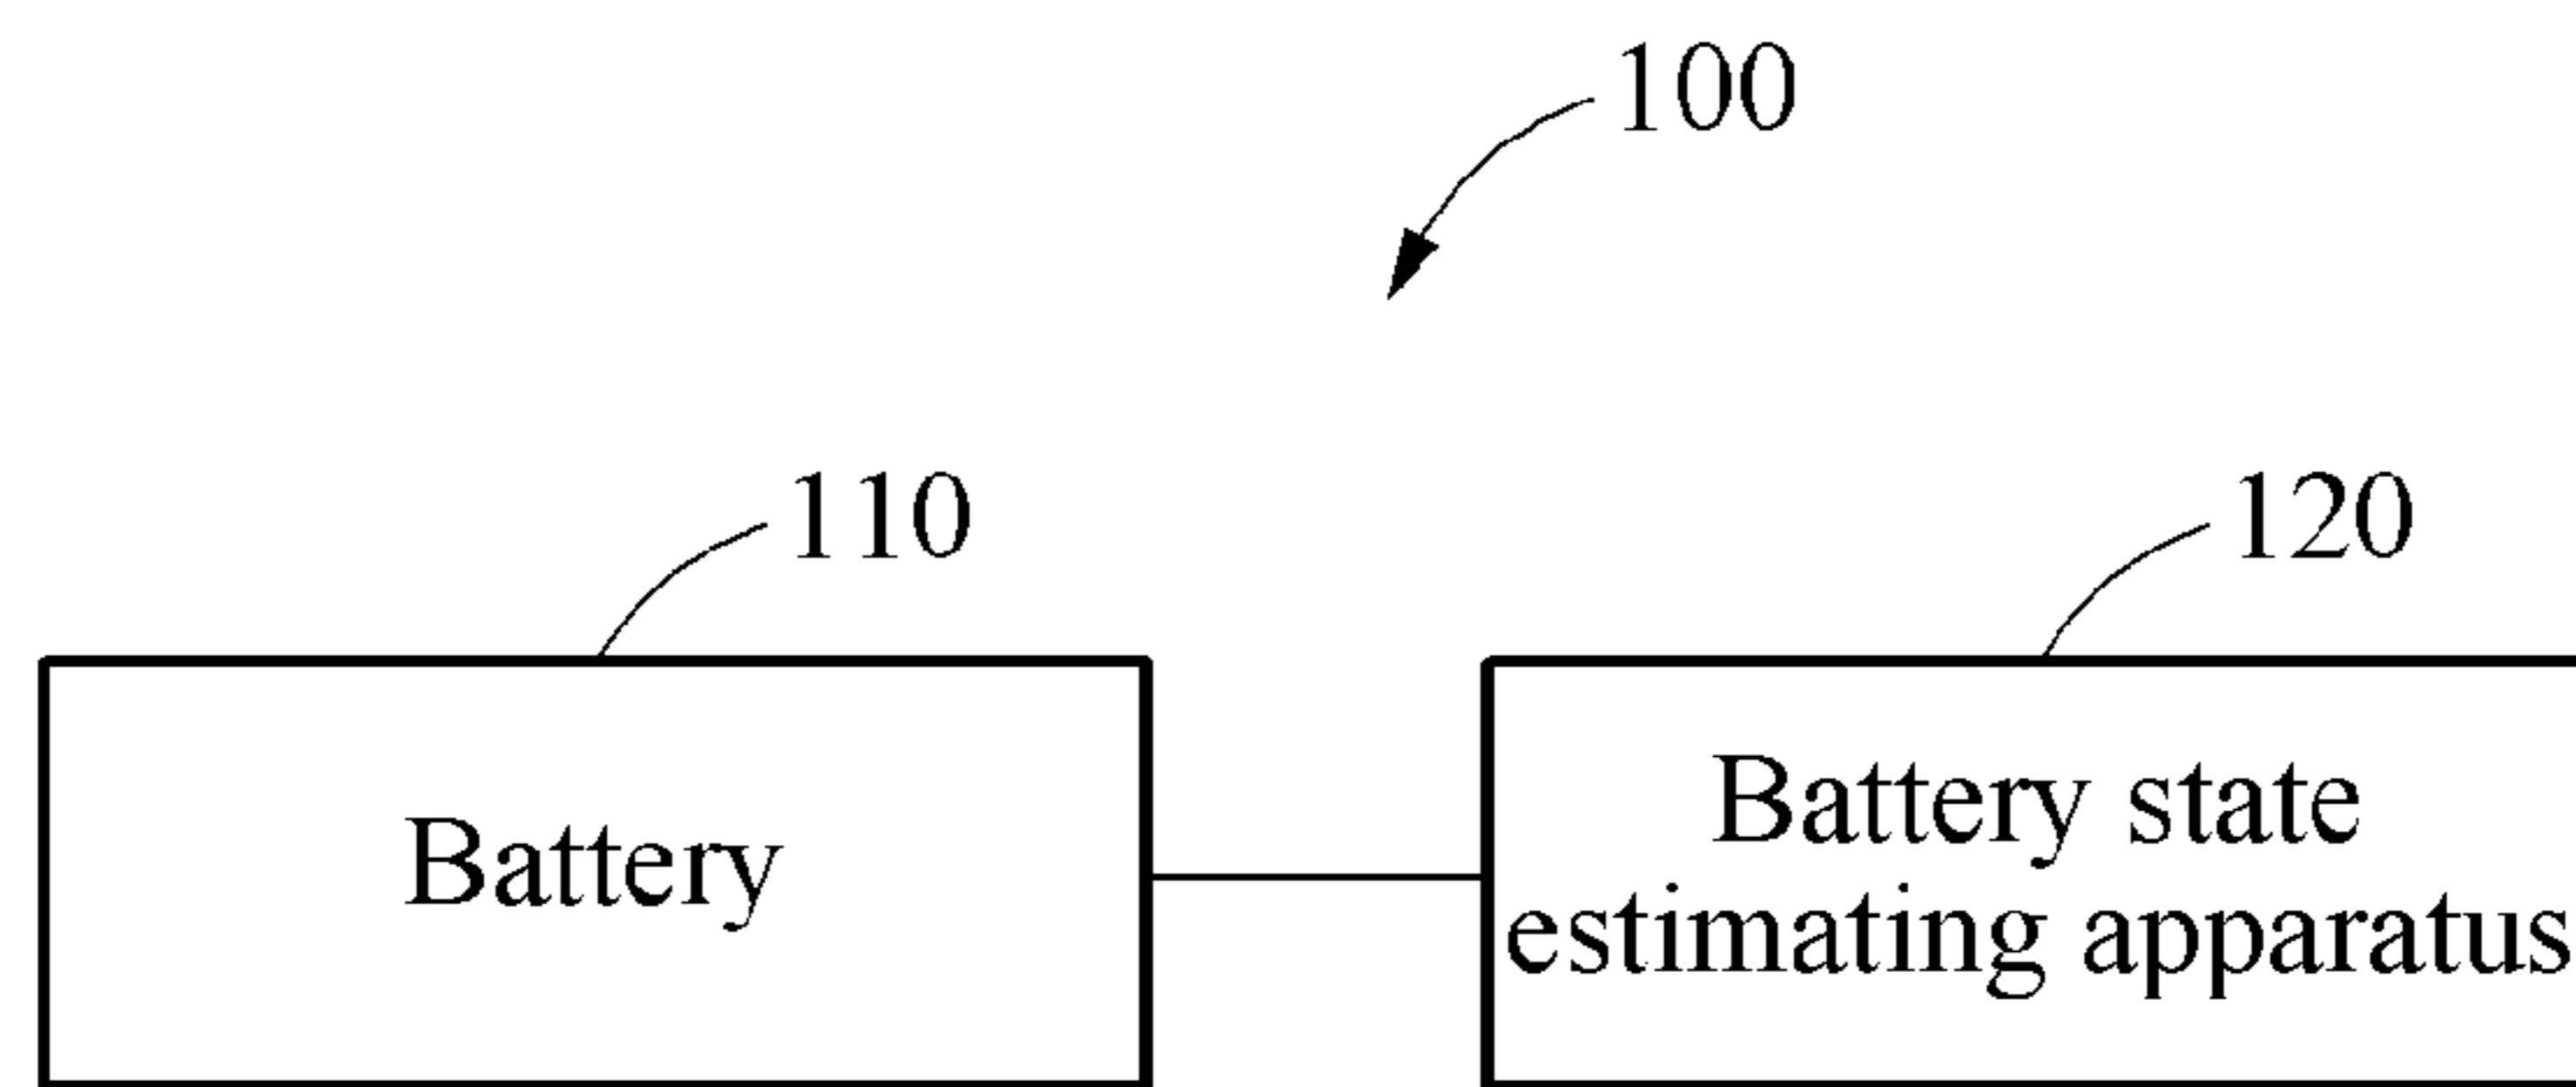 100
110
120
Battery
Battery state
estimating apparatus